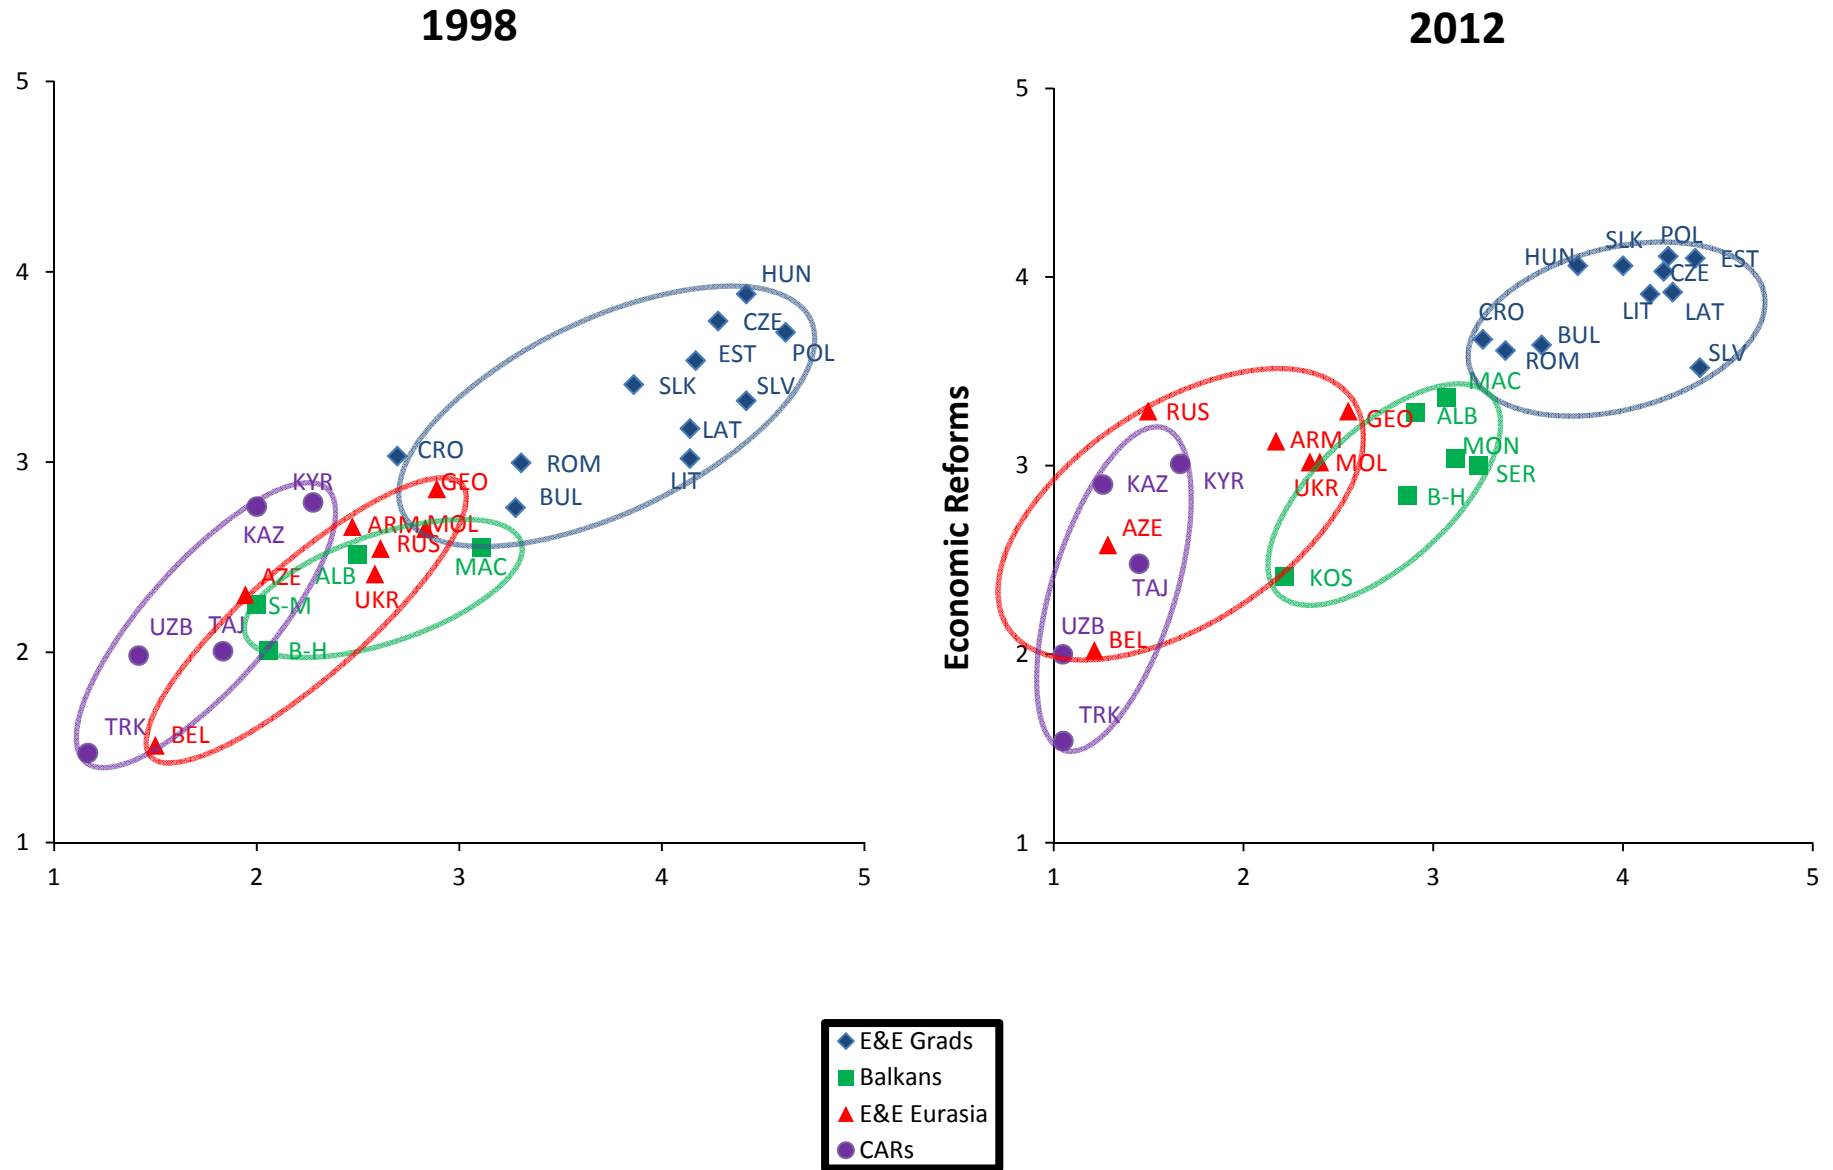 1998
5
4
3
2
1
1
2
3
4
5
HUN
CZE
POL
EST
SLK
SLV
LAT
LIT
CRO
ROM
BUL
KYR
GEO
KAZ
ARM
MOL
RUS
MAC
ALB
AZE
UKR
S-M
UZB
TAJ
B-H
TRK
BEL
2012
Economic Reforms
5
4
3
2
1
1
2
3
4
5
SLK
POL
HUN
EST
CZE
LIT
LAT
CRO
BUL
ROM
SLV
MAC
RUS
GEO
ALB
ARM
MON
MOL
SER
KAZ
KYR
UKR
B-H
AZE
TAJ
KOS
UZB
BEL
TRK
E&E Grads
Balkans
E&E Eurasia
CARs